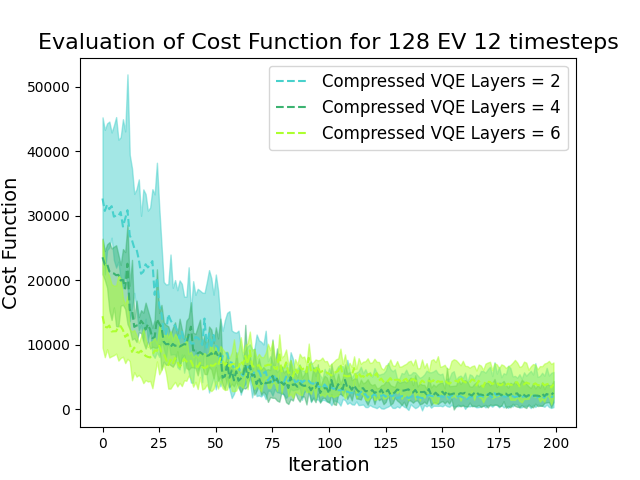 Evaluation of Cost Function for 128 EV 12 timesteps
Compressed VQE Layers = 2
Compressed VQE Layers = 4
Compressed VQE Layers = 6
Cost Function
50000
40000
30000
20000
10000
0
0 25 50 75 100 125 150 175 200
Iteration